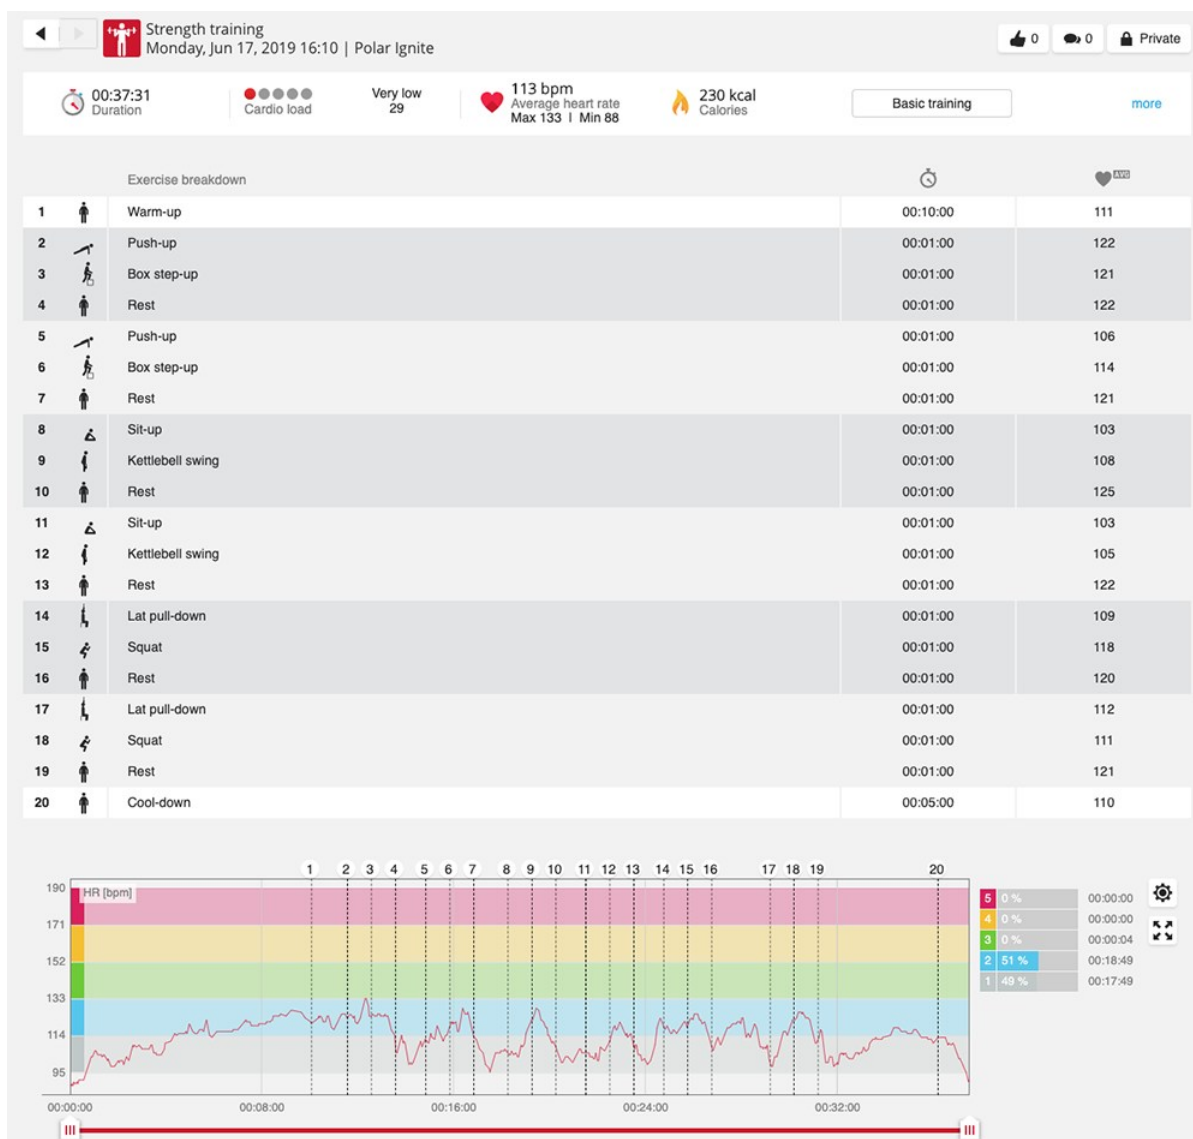 Strength training
Monday, Jun 17, 2019 16:10 | Polar Ignite
0 0 Private
00:37:31
Duration
Cardio load
Very low
29
113 bpm
Average heart rate
Max 133 | Min 88
230 kcal
Calories
Basic training
more
Exercise breakdown AVG
1 Warm-up 00:10:00 111
2 Push-up 00:01:00 122
3 Box step-up 00:01:00 121
4 Rest 00:01:00 122
5 Push-up 00:01:00 106
6 Box step-up 00:01:00 114
7 Rest 00:01:00 121
8 Sit-up 00:01:00 103
9 Kettlebell swing 00:01:00 108
10 Rest 00:01:00 125
11 Sit-up 00:01:00 103
12 Kettlebell swing 00:01:00 105
13 Rest 00:01:00 122
14 Lat pull-down 00:01:00 109
15 Squat 00:01:00 118
16 Rest 00:01:00 120
17 Lat pull-down 00:01:00 112
18 Squat 00:01:00 111
19 Rest 00:01:00 121
20 Cool-down 00:05:00 110
1 2 3 4 5 6 7 8 9 10 11 12 13 14 15 16 17 18 19 20
HR [bpm]
190
171
152
133
114
95
00:00:00 00:08:00 00:16:00 00:24:00 00:32:00
5 0 % 00:00:00
4 0 % 00:00:00
3 0 % 00:00:04
2 51 % 00:18:49
1 49 % 00:17:49